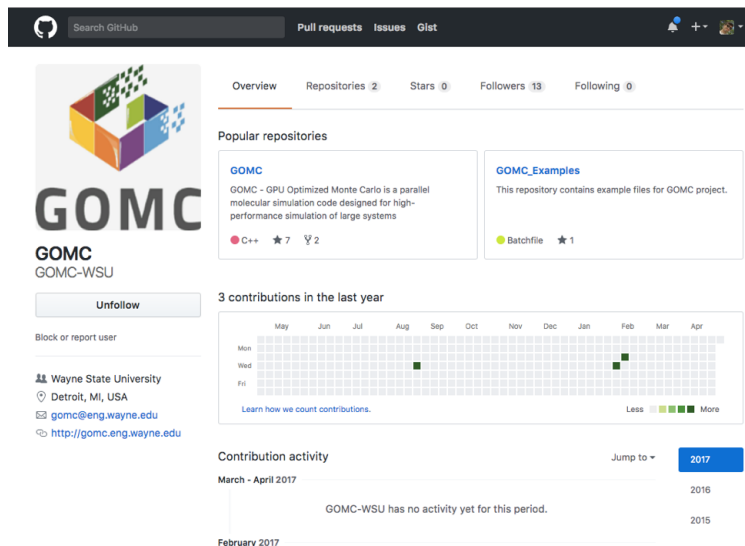 Search GitHub
Pull requests Issues Gist
GOMC
GOMC
GOMC-WSU
Unfollow
Block or report user
Wayne State University
Detroit, MI, USA
gomc@eng.wayne.edu
http://gomc.eng.wayne.edu
Overview Repositories 2 Stars 0 Followers 13 Following 0
Popular repositories
GOMC
GOMC - GPU Optimized Monte Carlo is a parallel
molecular simulation code designed for high-
performance simulation of large systems
C++ 7 2
GOMC_Examples
This repository contains example files for GOMC project.
Batchfile 1
3 contributions in the last year
May Jun Jul Aug Sep Oct Nov Dec Jan Feb Mar Apr
Mon
Wed
Fri
Learn how we count contributions.
Less More
Contribution activity
Jump to
2017
2016
2015
March - April 2017
GOMC-WSU has no activity yet for this period.
February 2017